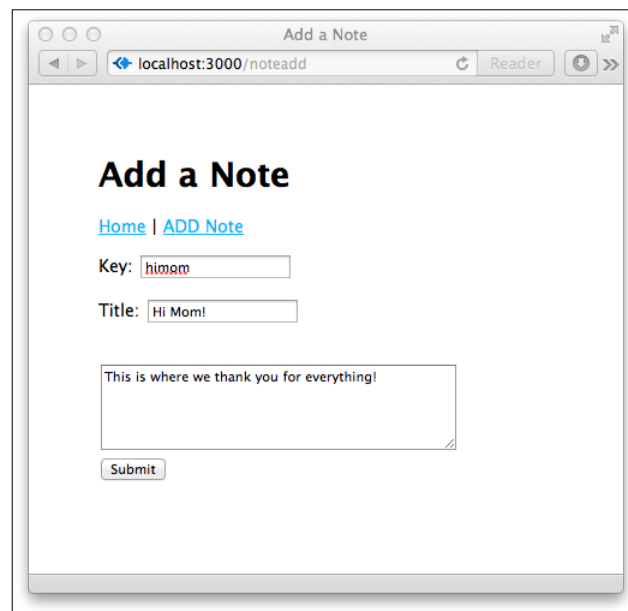 Add a Note
localhost:3000/noteadd
Reader
Add a Note
Home | ADD Note
Key: himom
Title: Hi Mom!
This is where we thank you for everything!
Submit